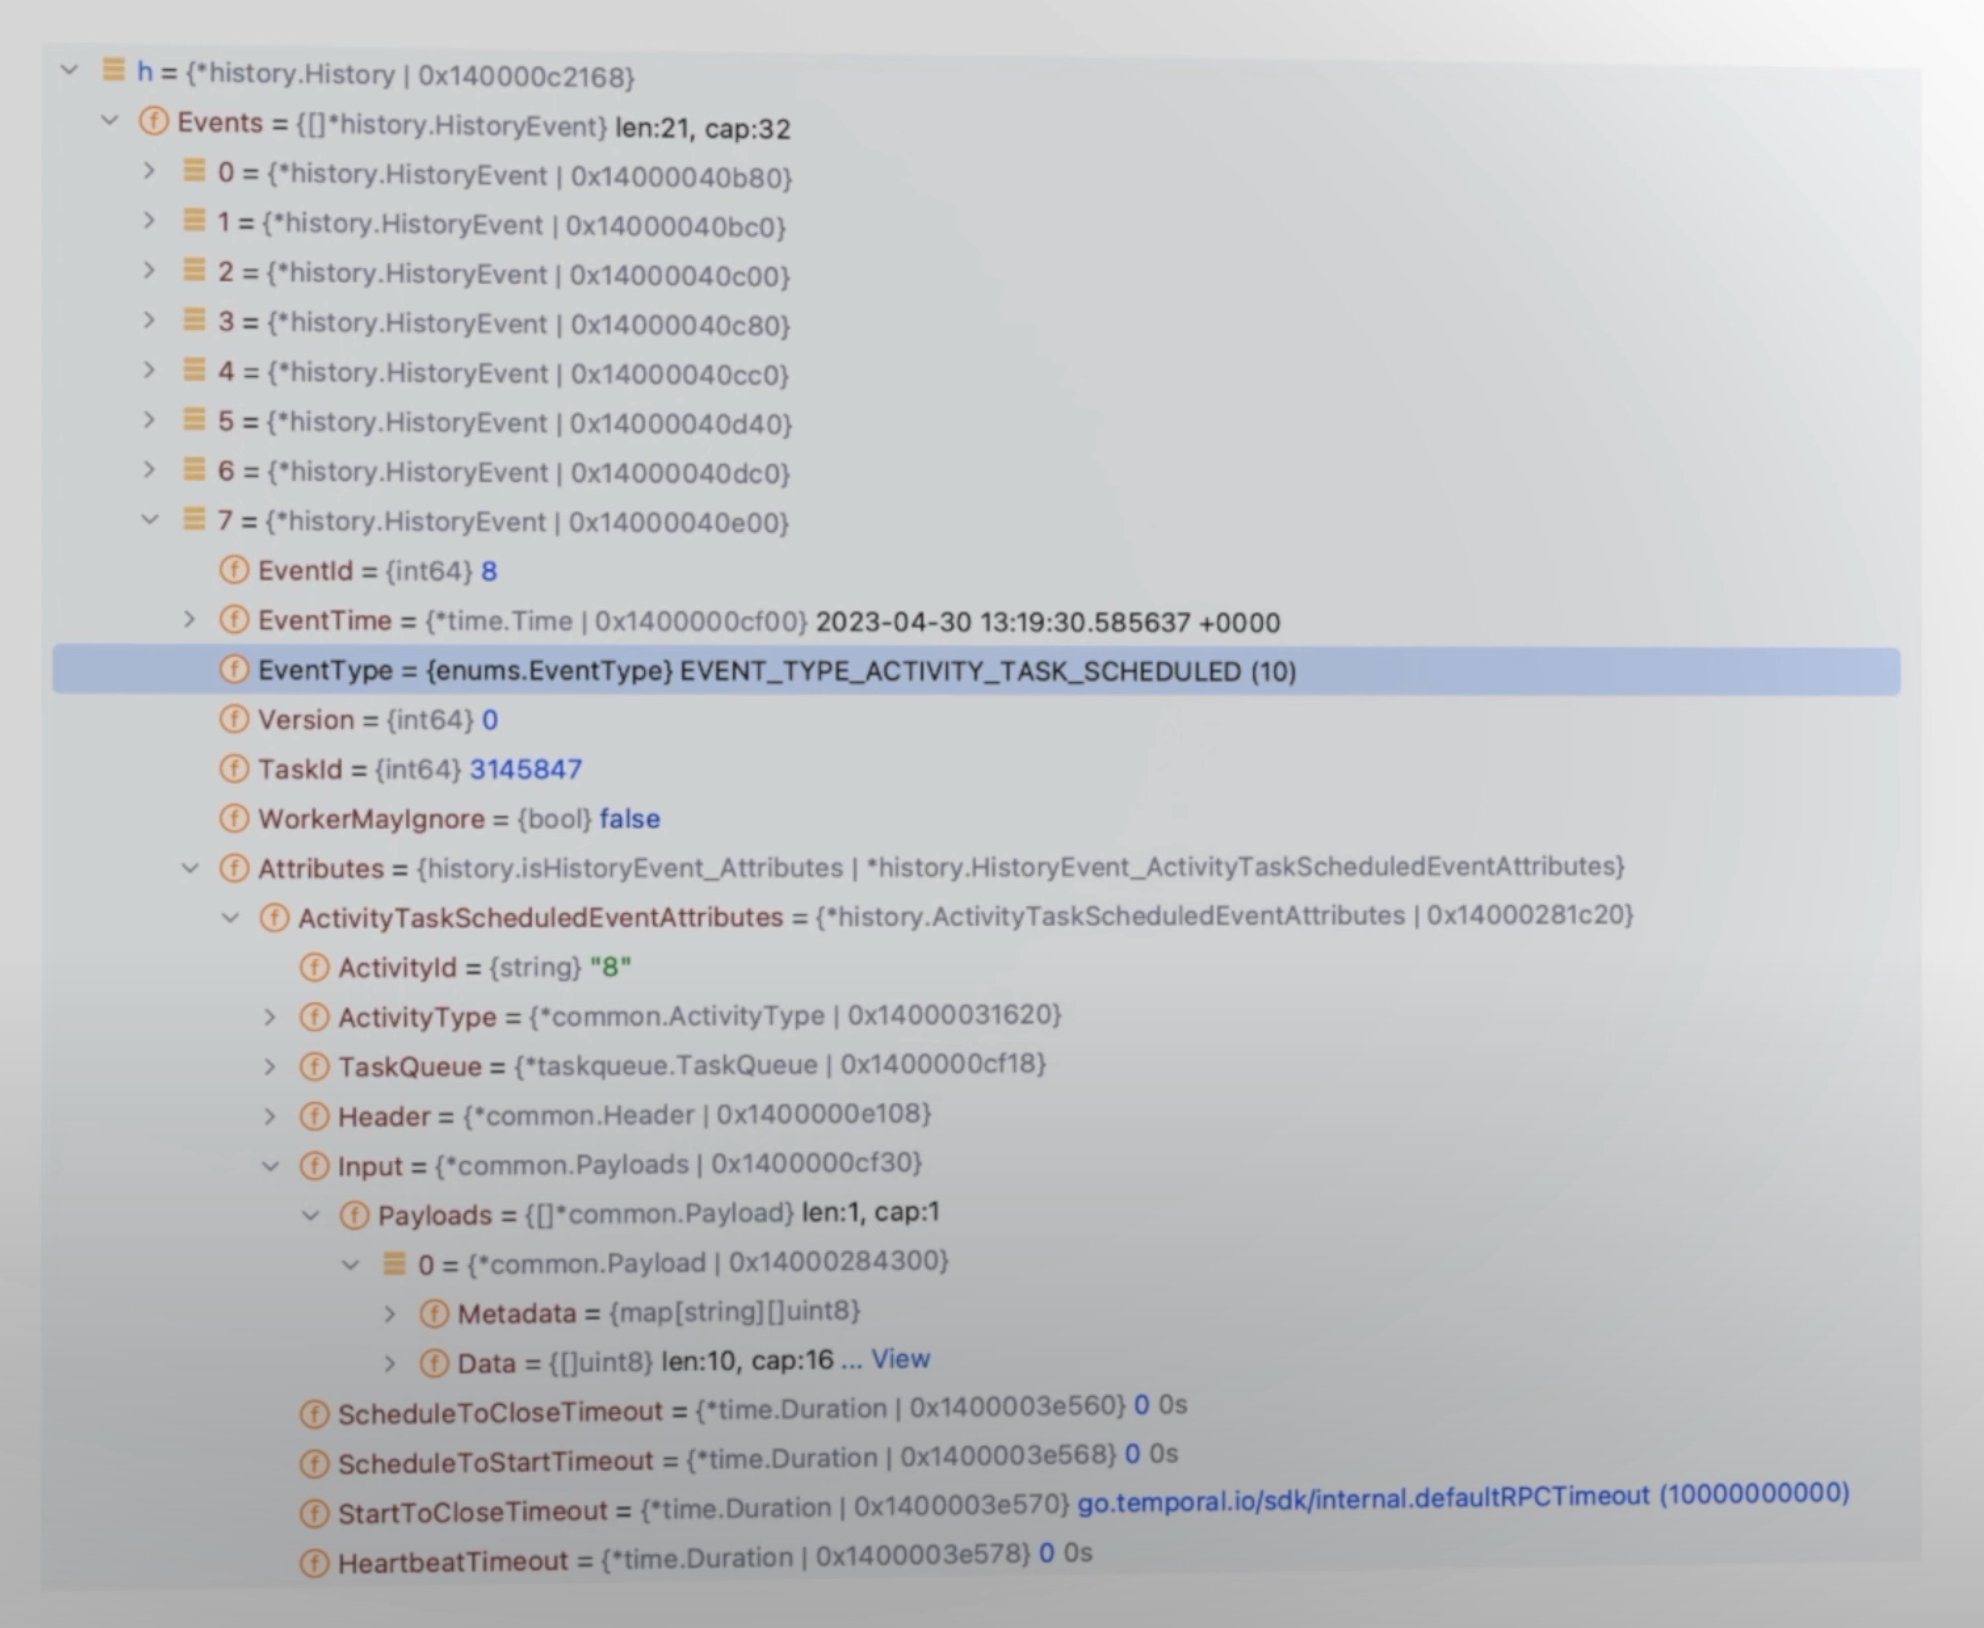 h = {*history.History | 0x140000c2168}
Events = {[]*history.HistoryEvent} len:21, cap:32
0 = {*history.HistoryEvent | 0x14000040b80}
1 = {*history.HistoryEvent | 0x14000040bc0}
2 = {*history.HistoryEvent | 0x14000040c00}
3 = {*history.HistoryEvent | 0x14000040c80}
4 = {*history.HistoryEvent | 0x14000040cc0}
5 = {*history.HistoryEvent | 0x14000040d40}
6 = {*history.HistoryEvent | 0x14000040dc0}
7 = {*history.HistoryEvent | 0x14000040e00}
EventId = {int64} 8
EventTime = {*time.Time | 0x1400000cf00} 2023-04-30 13:19:30.585637 +0000
EventType = {enums.EventType} EVENT_TYPE_ACTIVITY_TASK_SCHEDULED (10)
Version = {int64} 0
TaskId = {int64} 3145847
WorkerMayIgnore = {bool} false
Attributes = {history.isHistoryEvent_Attributes | *history.HistoryEvent_ActivityTaskScheduledEventAttributes}
ActivityTaskScheduledEventAttributes = {*history.ActivityTaskScheduledEventAttributes | 0x14000281c20}
ActivityId = {string} "8"
ActivityType = {*common.ActivityType | 0x14000031620}
TaskQueue = {*taskqueue.TaskQueue | 0x1400000cf18}
Header = {*common.Header | 0x1400000e108}
Input = {*common.Payloads | 0x1400000cf30}
Payloads = {[]*common.Payload} len:1, cap:1
0 = {*common.Payload | 0x14000284300}
Metadata = {map[string][]uint8}
Data = {[]uint8} len:10, cap:16 ... View
ScheduleToCloseTimeout = {*time.Duration | 0x1400003e560} 0 0s
ScheduleToStartTimeout = {*time.Duration | 0x1400003e568} 0 0s
StartToCloseTimeout = {*time.Duration | 0x1400003e570} go.temporal.io/sdk/internal.defaultRPCTimeout (10000000000)
HeartbeatTimeout = {*time.Duration | 0x1400003e578} 0 0s